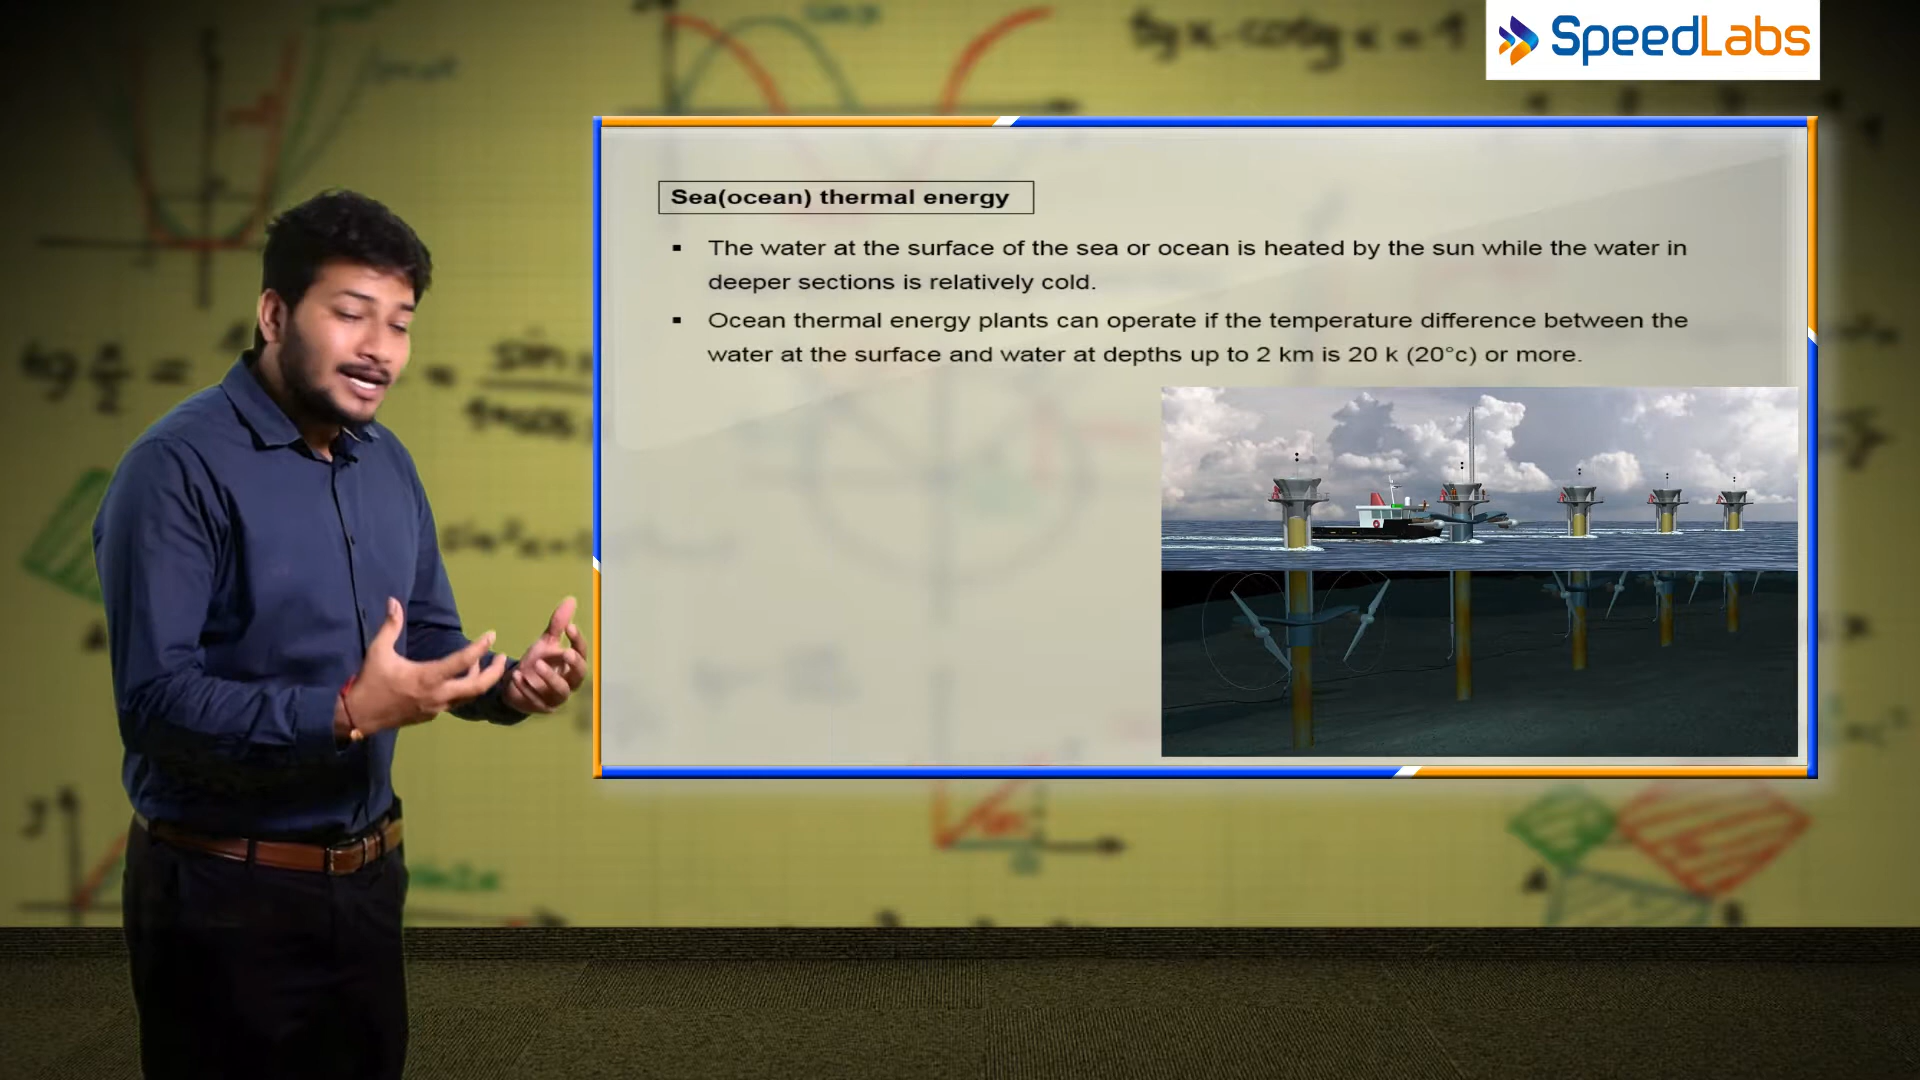 tg x · cotg x = 1
SpeedLabs
Sea(ocean) thermal energy
▪ The water at the surface of the sea or ocean is heated by the sun while the water in
deeper sections is relatively cold.
▪ Ocean thermal energy plants can operate if the temperature difference between the
water at the surface and water at depths up to 2 km is 20 k (20°c) or more.